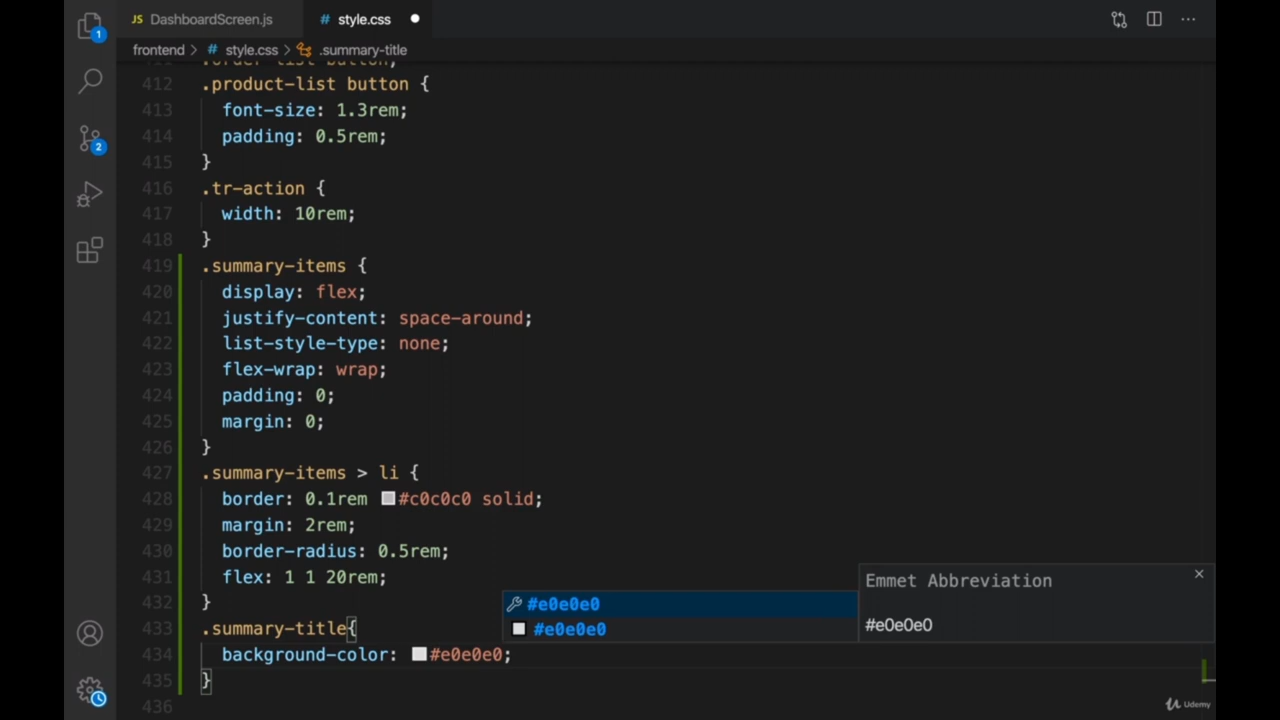 JS DashboardScreen.js # style.css
frontend > # style.css > .summary-title
.order-list button,
412 .product-list button {
413 font-size: 1.3rem;
414 padding: 0.5rem;
415 }
416 .tr-action {
417 width: 10rem;
418 }
419 .summary-items {
420 display: flex;
421 justify-content: space-around;
422 list-style-type: none;
423 flex-wrap: wrap;
424 padding: 0;
425 margin: 0;
426 }
427 .summary-items > li {
428 border: 0.1rem #c0c0c0 solid;
429 margin: 2rem;
430 border-radius: 0.5rem;
431 flex: 1 1 20rem;
432 }
433 .summary-title{
434 background-color: #e0e0e0;
435 }
436
#e0e0e0
#e0e0e0
Emmet Abbreviation
#e0e0e0
1
2
Udemy